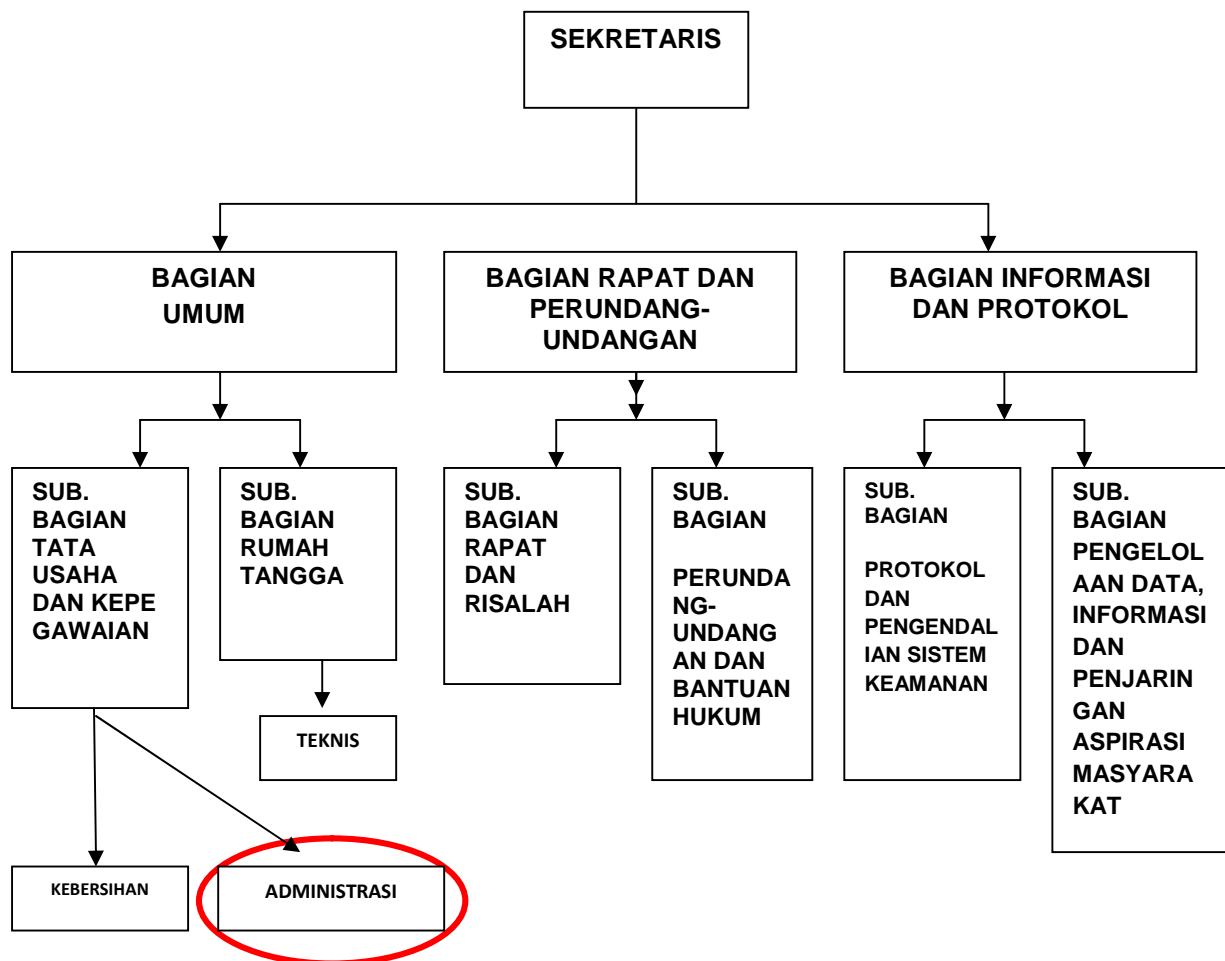 SEKRETARIS
BAGIAN
UMUM
BAGIAN RAPAT DAN
PERUNDANG-
UNDANGAN
BAGIAN INFORMASI
DAN PROTOKOL
SUB.
BAGIAN
TATA
USAHA
DAN KEPE
GAWAIAN
SUB.
BAGIAN
RUMAH
TANGGA
SUB.
BAGIAN
RAPAT
DAN
RISALAH
SUB.
BAGIAN
PERUNDA
NG-
UNDANG
AN DAN
BANTUAN
HUKUM
SUB.
BAGIAN
PROTOKOL
DAN
PENGENDAL
IAN SISTEM
KEAMANAN
SUB.
BAGIAN
PENGELOL
AAN DATA,
INFORMASI
DAN
PENJARIN
GAN
ASPIRASI
MASYARA
KAT
TEKNIS
KEBERSIHAN
ADMINISTRASI